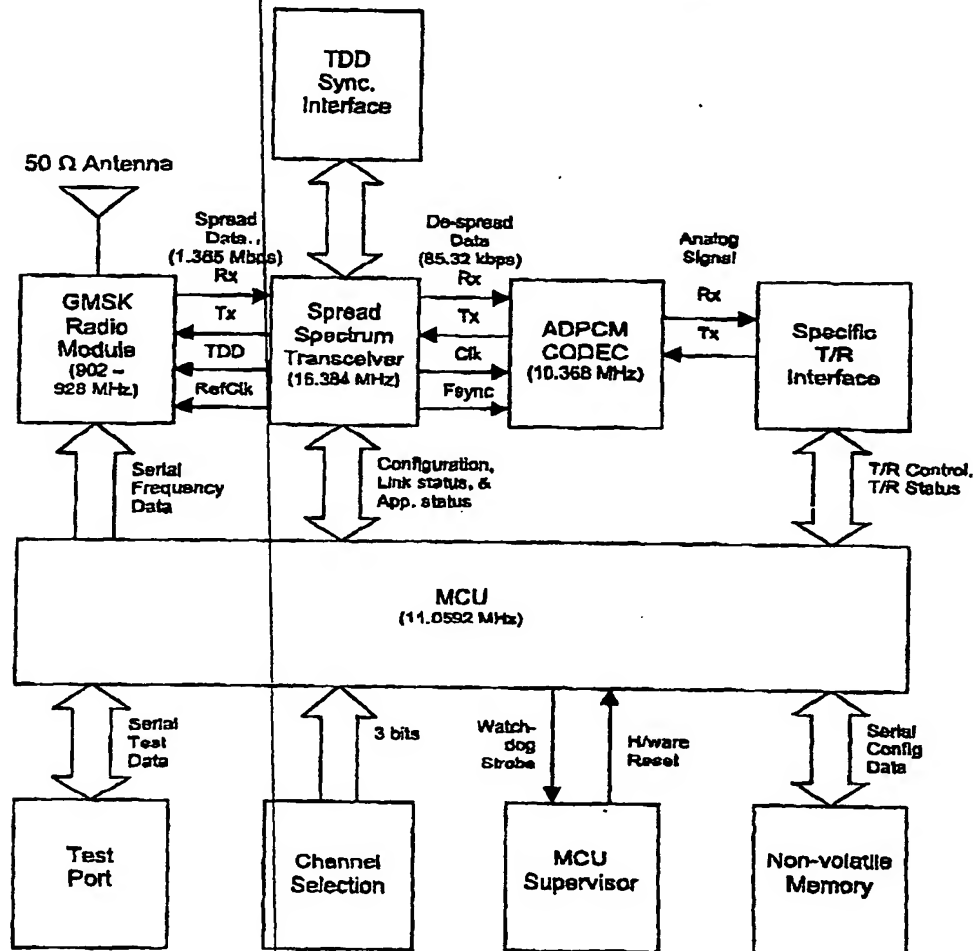 TDD
Sync.
Interface
50 Ω Antenna
Spread
Data..
(1.385 Mbps)
Rx
Tx
TDD
RefClk
De-spread
Data
(85.32 kbps)
Rx
Tx
Clk
Fsync
Analog
Signal
Rx
Tx
GMSK
Radio
Module
(902 –
928 MHz)
Spread
Spectrum
Transceiver
(16.384 MHz)
ADPCM
CODEC
(10.368 MHz)
Specific
T/R
Interface
Serial
Frequency
Data
Configuration,
Link status, &
App. status
T/R Control,
T/R Status
MCU
(11.0592 MHz)
Serial
Test
Data
3 bits
Watch-
dog
Strobe
H/ware
Reset
Serial
Config
Data
Test
Port
Channel
Selection
MCU
Supervisor
Non-volatile
Memory